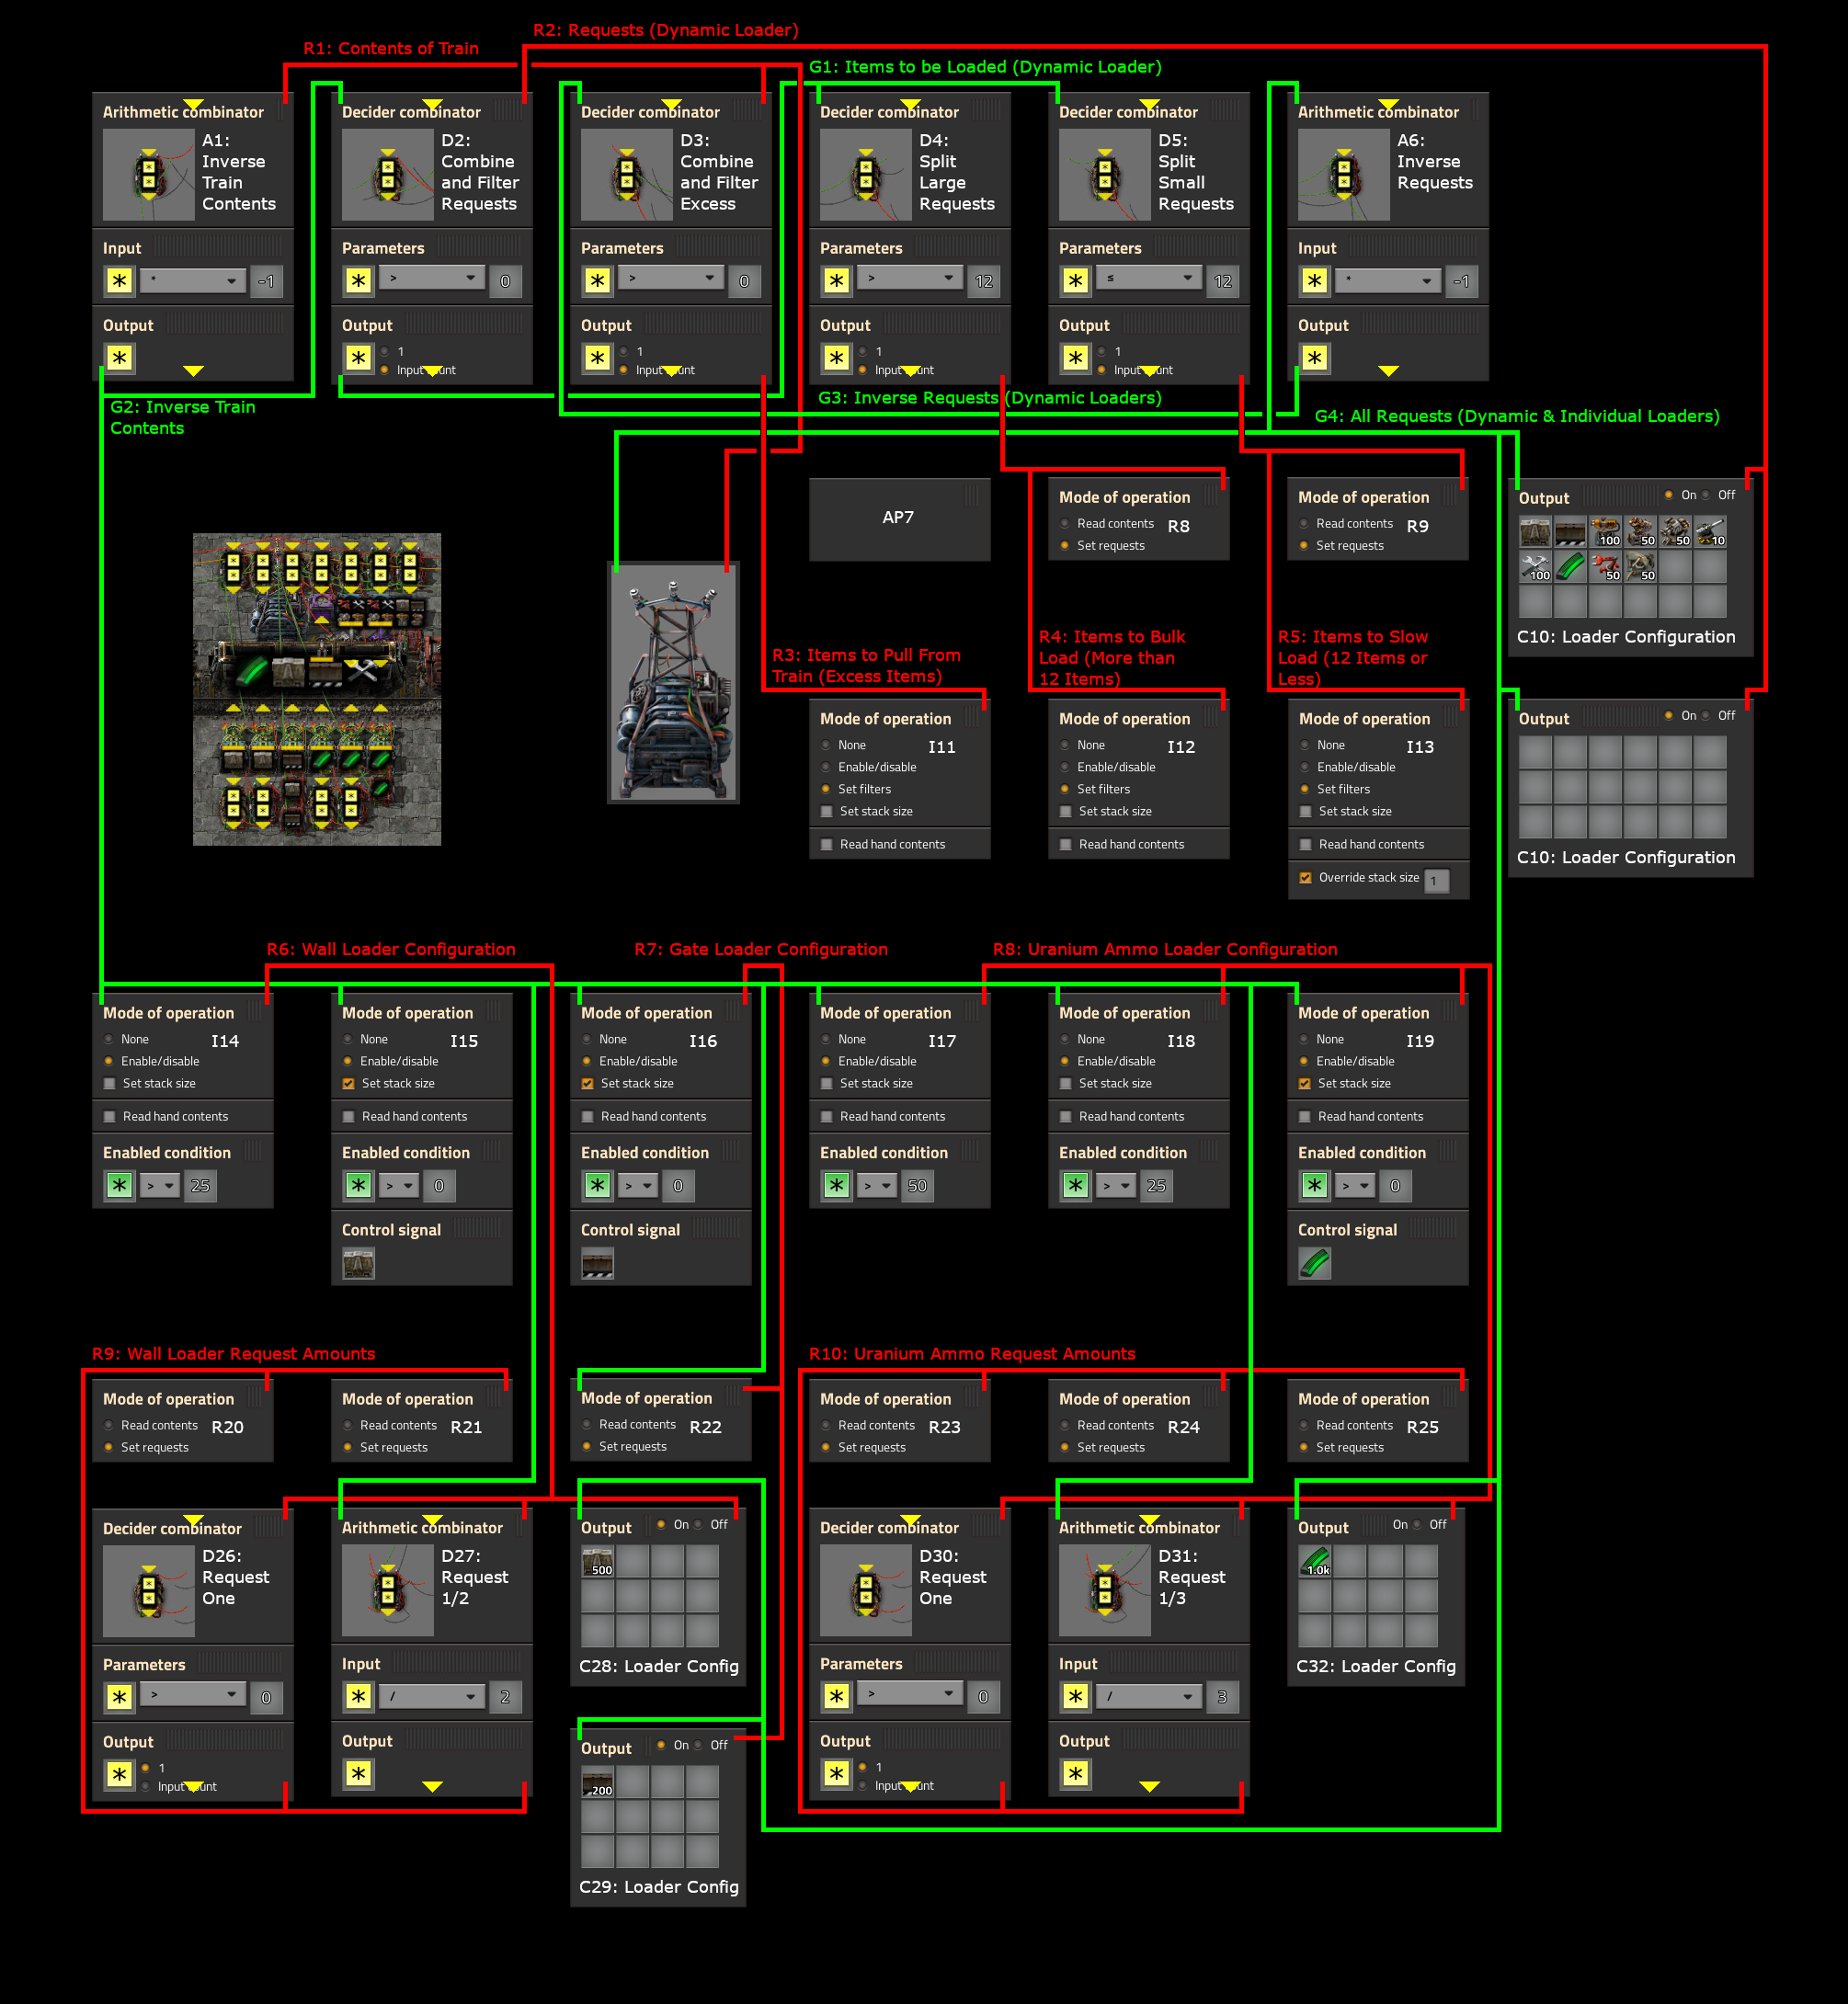 R2: Requests (Dynamic Loader)
R1: Contents of Train
G1: Items to be Loaded (Dynamic Loader)
Arithmetic combinator
A1:
Inverse
Train
Contents
Input
*
* -1
Output
*
Decider combinator
D2:
Combine
and Filter
Requests
Parameters
* > 0
Output
*
1
Input count
Decider combinator
D3:
Combine
and Filter
Excess
Parameters
* > 0
Output
*
1
Input count
Decider combinator
D4:
Split
Large
Requests
Parameters
* > 12
Output
*
1
Input count
Decider combinator
D5:
Split
Small
Requests
Parameters
* ≤ 12
Output
*
1
Input count
Arithmetic combinator
A6:
Inverse
Requests
Input
*
* -1
Output
*
G2: Inverse Train
Contents
G3: Inverse Requests (Dynamic Loaders)
G4: All Requests (Dynamic & Individual Loaders)
AP7
Mode of operation
Read contents
R8
Set requests
Mode of operation
Read contents
R9
Set requests
Output On Off
100 50 50 10
100 50 50
C10: Loader Configuration
R3: Items to Pull From
Train (Excess Items)
R4: Items to Bulk
Load (More than
12 Items)
R5: Items to Slow
Load (12 Items or
Less)
Mode of operation
None
I11
Enable/disable
Set filters
Set stack size
Read hand contents
Mode of operation
None
I12
Enable/disable
Set filters
Set stack size
Read hand contents
Mode of operation
None
I13
Enable/disable
Set filters
Set stack size
Read hand contents
Override stack size 1
Output On Off
C10: Loader Configuration
R6: Wall Loader Configuration
R7: Gate Loader Configuration
R8: Uranium Ammo Loader Configuration
Mode of operation
None
I14
Enable/disable
Set stack size
Read hand contents
Enabled condition
* > 25
Mode of operation
None
I15
Enable/disable
Set stack size
Read hand contents
Enabled condition
* > 0
Control signal
Mode of operation
None
I16
Enable/disable
Set stack size
Read hand contents
Enabled condition
* > 0
Control signal
Mode of operation
None
I17
Enable/disable
Set stack size
Read hand contents
Enabled condition
* > 50
Mode of operation
None
I18
Enable/disable
Set stack size
Read hand contents
Enabled condition
* > 25
Mode of operation
None
I19
Enable/disable
Set stack size
Read hand contents
Enabled condition
* > 0
Control signal
R9: Wall Loader Request Amounts
R10: Uranium Ammo Request Amounts
Mode of operation
Read contents
R20
Set requests
Mode of operation
Read contents
R21
Set requests
Mode of operation
Read contents
R22
Set requests
Mode of operation
Read contents
R23
Set requests
Mode of operation
Read contents
R24
Set requests
Mode of operation
Read contents
R25
Set requests
Decider combinator
D26:
Request
One
Parameters
* > 0
Output
*
1
Input count
Arithmetic combinator
D27:
Request
1/2
Input
* / 2
Output
*
Output On Off
500
C28: Loader Config
Output On Off
200
C29: Loader Config
Decider combinator
D30:
Request
One
Parameters
* > 0
Output
*
1
Input count
Arithmetic combinator
D31:
Request
1/3
Input
* / 3
Output
*
Output On Off
1.0k
C32: Loader Config